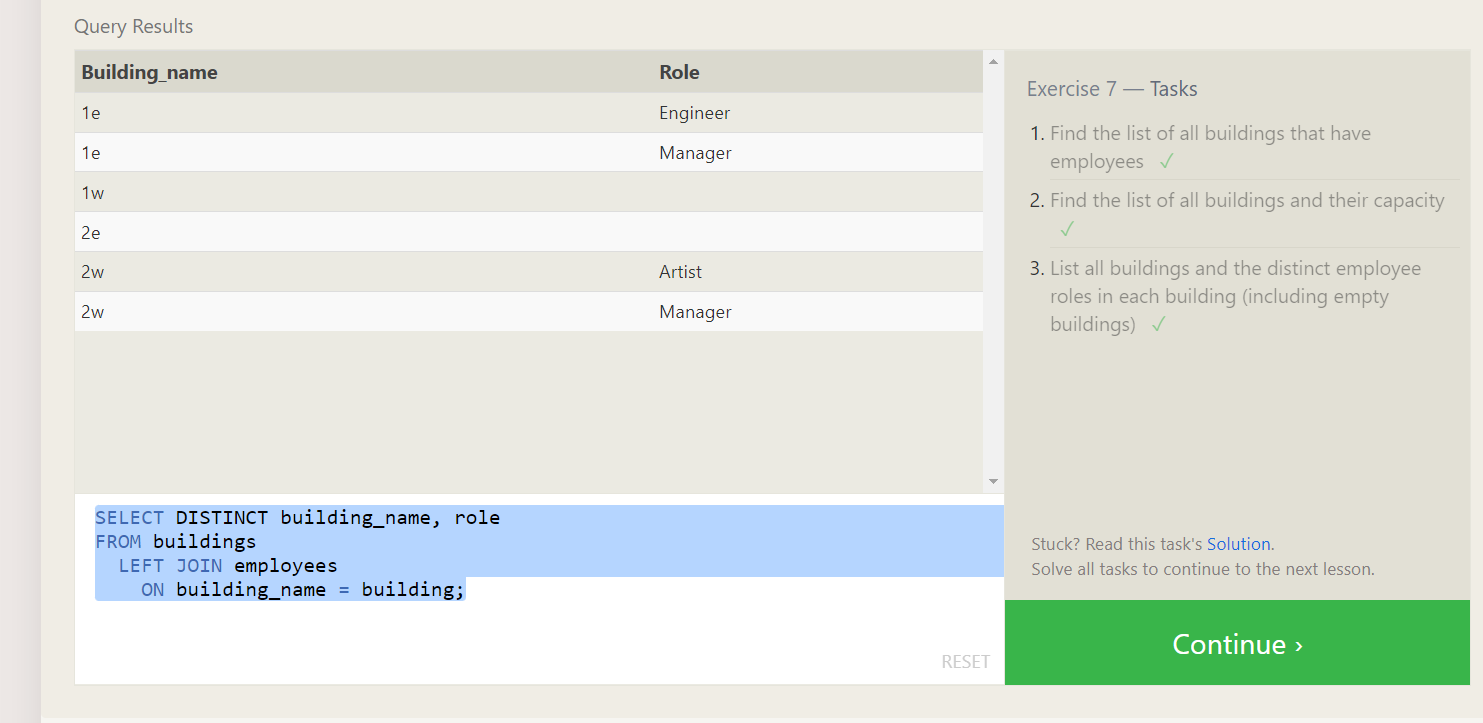 Query Results
Building_name Role
1e Engineer
1e Manager
1w
2e
2w Artist
2w Manager
SELECT DISTINCT building_name, role
FROM buildings
  LEFT JOIN employees
    ON building_name = building;
RESET
Exercise 7 — Tasks
1. Find the list of all buildings that have
employees ✓
2. Find the list of all buildings and their capacity
✓
3. List all buildings and the distinct employee
roles in each building (including empty
buildings) ✓
Stuck? Read this task's Solution.
Solve all tasks to continue to the next lesson.
Continue ›